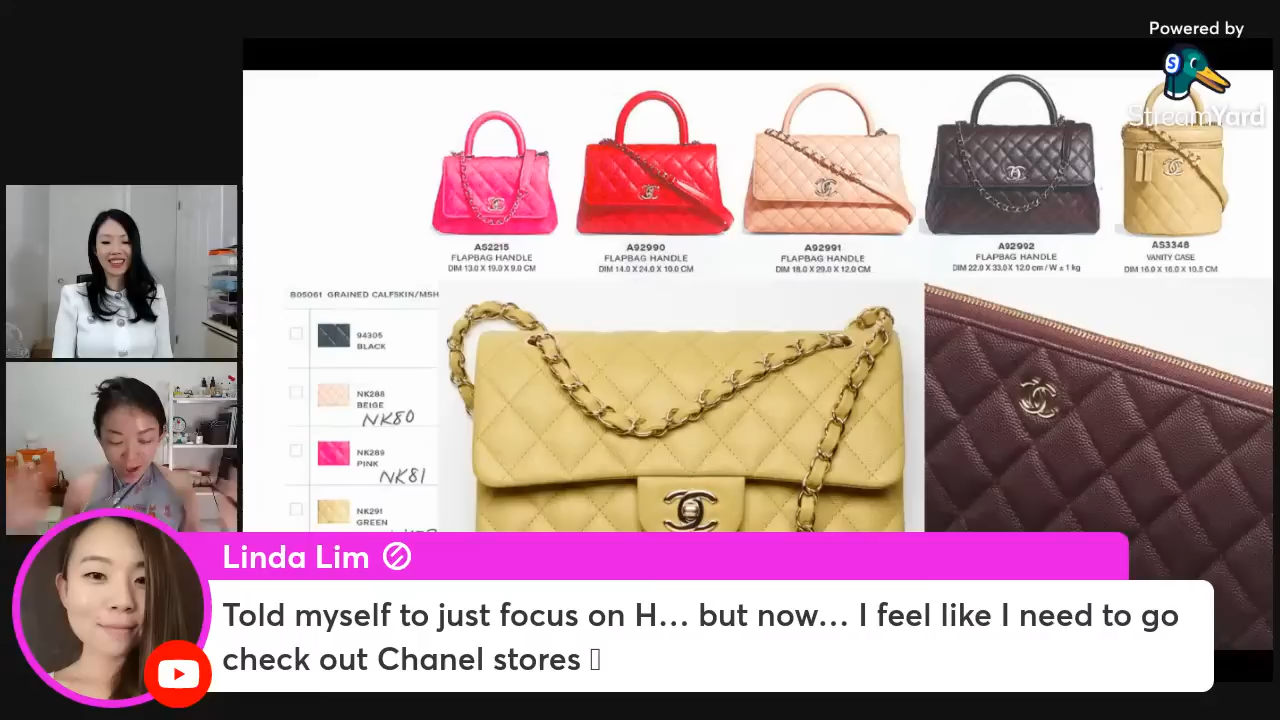 Powered by
StreamYard
AS2215
FLAPBAG HANDLE
DIM 13.0 X 19.0 X 9.0 CM
A92990
FLAPBAG HANDLE
DIM 14.0 X 24.0 X 10.0 CM
A92991
FLAPBAG HANDLE
DIM 18.0 X 29.0 X 12.0 CM
A92992
FLAPBAG HANDLE
DIM 22.0 X 33.0 X 12.0 cm / W ± 1 kg
AS3348
VANITY CASE
DIM 16.0 X 16.0 X 10.5 CM
B05061 GRAINED CALFSKIN/MSH
94305
BLACK
NK288
BEIGE
NK80
NK289
PINK
NK81
NK291
GREEN
Linda Lim
Told myself to just focus on H... but now... I feel like I need to go
check out Chanel stores